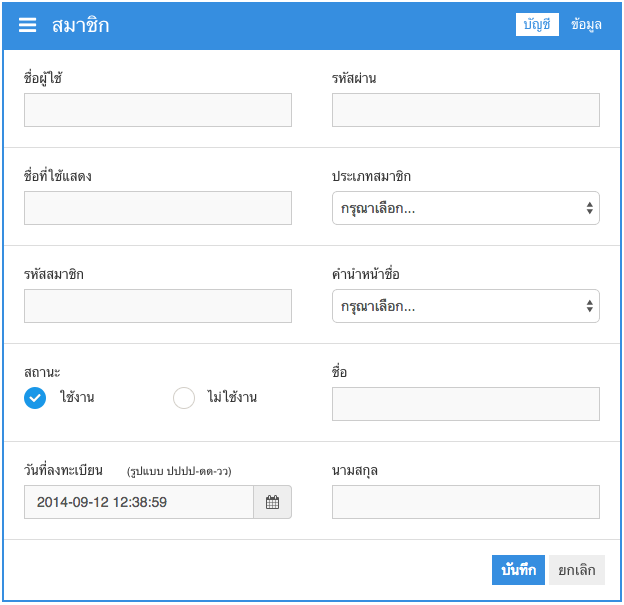 สมาชิก บัญชี ข้อมูล
ชื่อผู้ใช้ รหัสผ่าน
ชื่อที่ใช้แสดง ประเภทสมาชิก
กรุณาเลือก...
รหัสสมาชิก คำนำหน้าชื่อ
กรุณาเลือก...
สถานะ ชื่อ
ใช้งาน ไม่ใช้งาน
วันที่ลงทะเบียน (รูปแบบ ปปปป-ดด-วว) นามสกุล
2014-09-12 12:38:59
บันทึก ยกเลิก